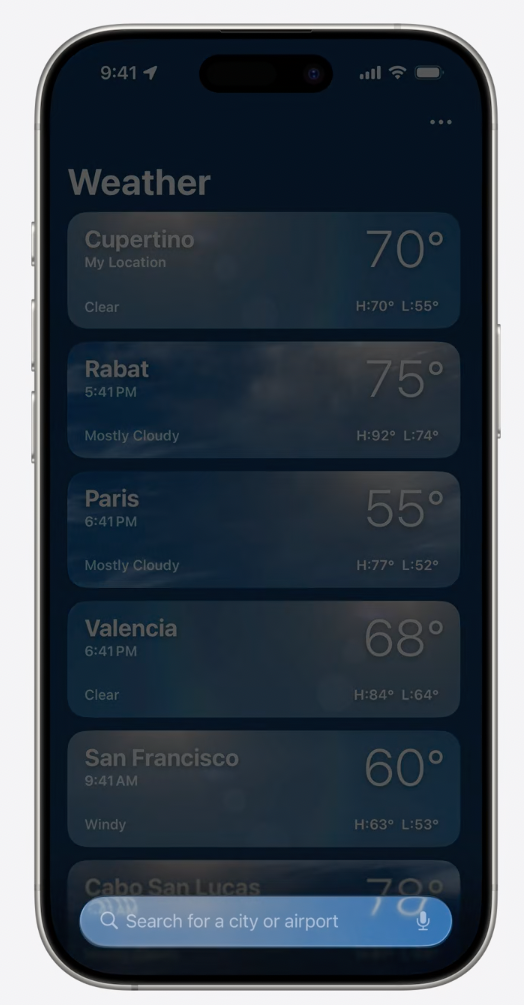 9:41
Weather
Cupertino 70°
My Location
Clear H:70° L:55°
Rabat 75°
5:41 PM
Mostly Cloudy H:92° L:74°
Paris 55°
6:41 PM
Mostly Cloudy H:77° L:52°
Valencia 68°
6:41 PM
Clear H:84° L:64°
San Francisco 60°
9:41 AM
Windy H:63° L:53°
Cabo San Lucas 78°
Search for a city or airport